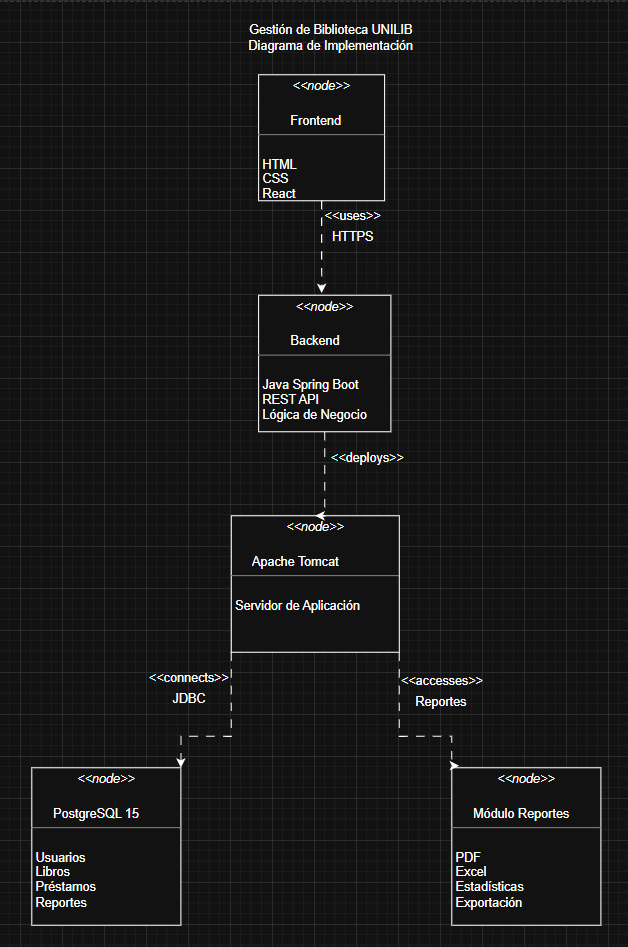 Gestión de Biblioteca UNILIB
Diagrama de Implementación
<<node>>
Frontend
HTML
CSS
React
<<uses>>
HTTPS
<<node>>
Backend
Java Spring Boot
REST API
Lógica de Negocio
<<deploys>>
<<node>>
Apache Tomcat
Servidor de Aplicación
<<connects>>
JDBC
<<accesses>>
Reportes
<<node>>
PostgreSQL 15
Usuarios
Libros
Préstamos
Reportes
<<node>>
Módulo Reportes
PDF
Excel
Estadísticas
Exportación